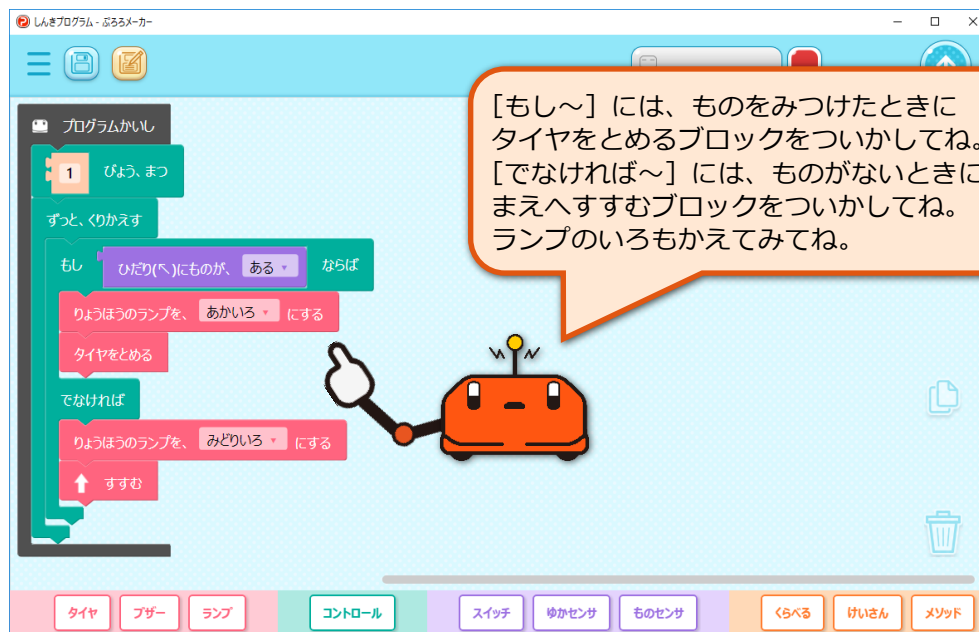 しんきプログラム - ぷろろメーカー
[もし～] には、ものをみつけたときに
タイヤをとめるブロックをついかしてね。
[でなければ～] には、ものがないときに
まえへすすむブロックをついかしてね。
ランプのいろもかえてみてね。
プログラムかいし
1 びょう、まつ
ずっと、くりかえす
もし ひだり(↖)にものが、 ある ならば
りょうほうのランプを、 あかいろ にする
タイヤをとめる
でなければ
りょうほうのランプを、 みどりいろ にする
すすむ
タイヤ ブザー ランプ コントロール スイッチ ゆかセンサ ものセンサ くらべる けいさん メソッド